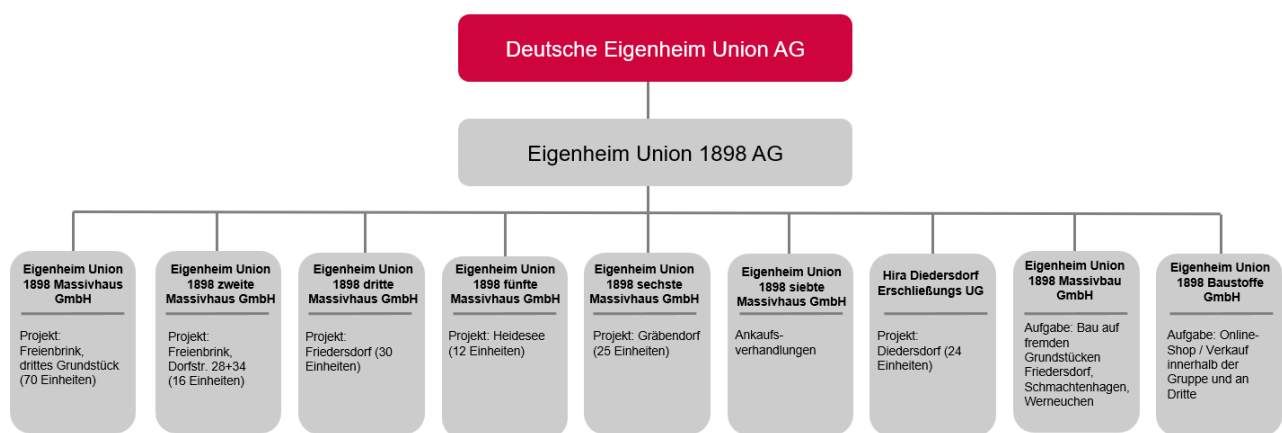 Deutsche Eigenheim Union AG
Eigenheim Union 1898 AG
Eigenheim Union
1898 Massivhaus
GmbH
Projekt:
Freienbrink,
drittes Grundstück
(70 Einheiten)
Eigenheim Union
1898 zweite
Massivhaus GmbH
Projekt:
Freienbrink,
Dorfstr. 28+34
(16 Einheiten)
Eigenheim Union
1898 dritte
Massivhaus GmbH
Projekt:
Friedersdorf (30
Einheiten)
Eigenheim Union
1898 fünfte
Massivhaus GmbH
Projekt: Heidesee
(12 Einheiten)
Eigenheim Union
1898 sechste
Massivhaus GmbH
Projekt: Gräbendorf
(25 Einheiten)
Eigenheim Union
1898 siebte
Massivhaus GmbH
Ankaufs-
verhandlungen
Hira Diedersdorf
Erschließungs UG
Projekt:
Diedersdorf (24
Einheiten)
Eigenheim Union
1898 Massivbau
GmbH
Aufgabe: Bau auf
fremden
Grundstücken
Friedersdorf,
Schmachtenhagen,
Werneuchen
Eigenheim Union
1898 Baustoffe
GmbH
Aufgabe: Online-
Shop / Verkauf
innerhalb der
Gruppe und an
Dritte